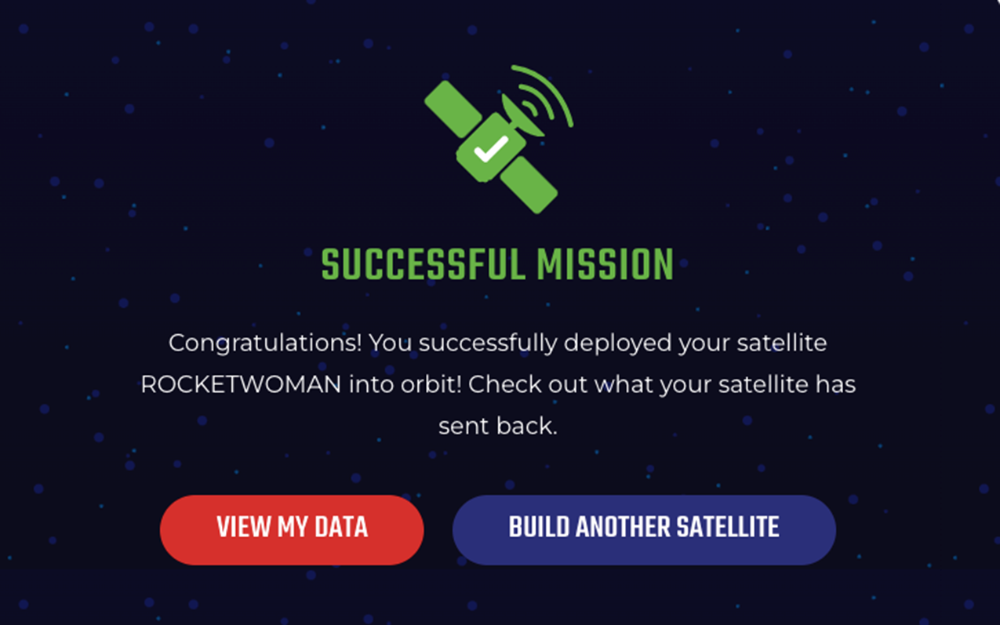 SUCCESSFUL MISSION
Congratulations! You successfully deployed your satellite
ROCKETWOMAN into orbit! Check out what your satellite has
sent back.
VIEW MY DATA
BUILD ANOTHER SATELLITE